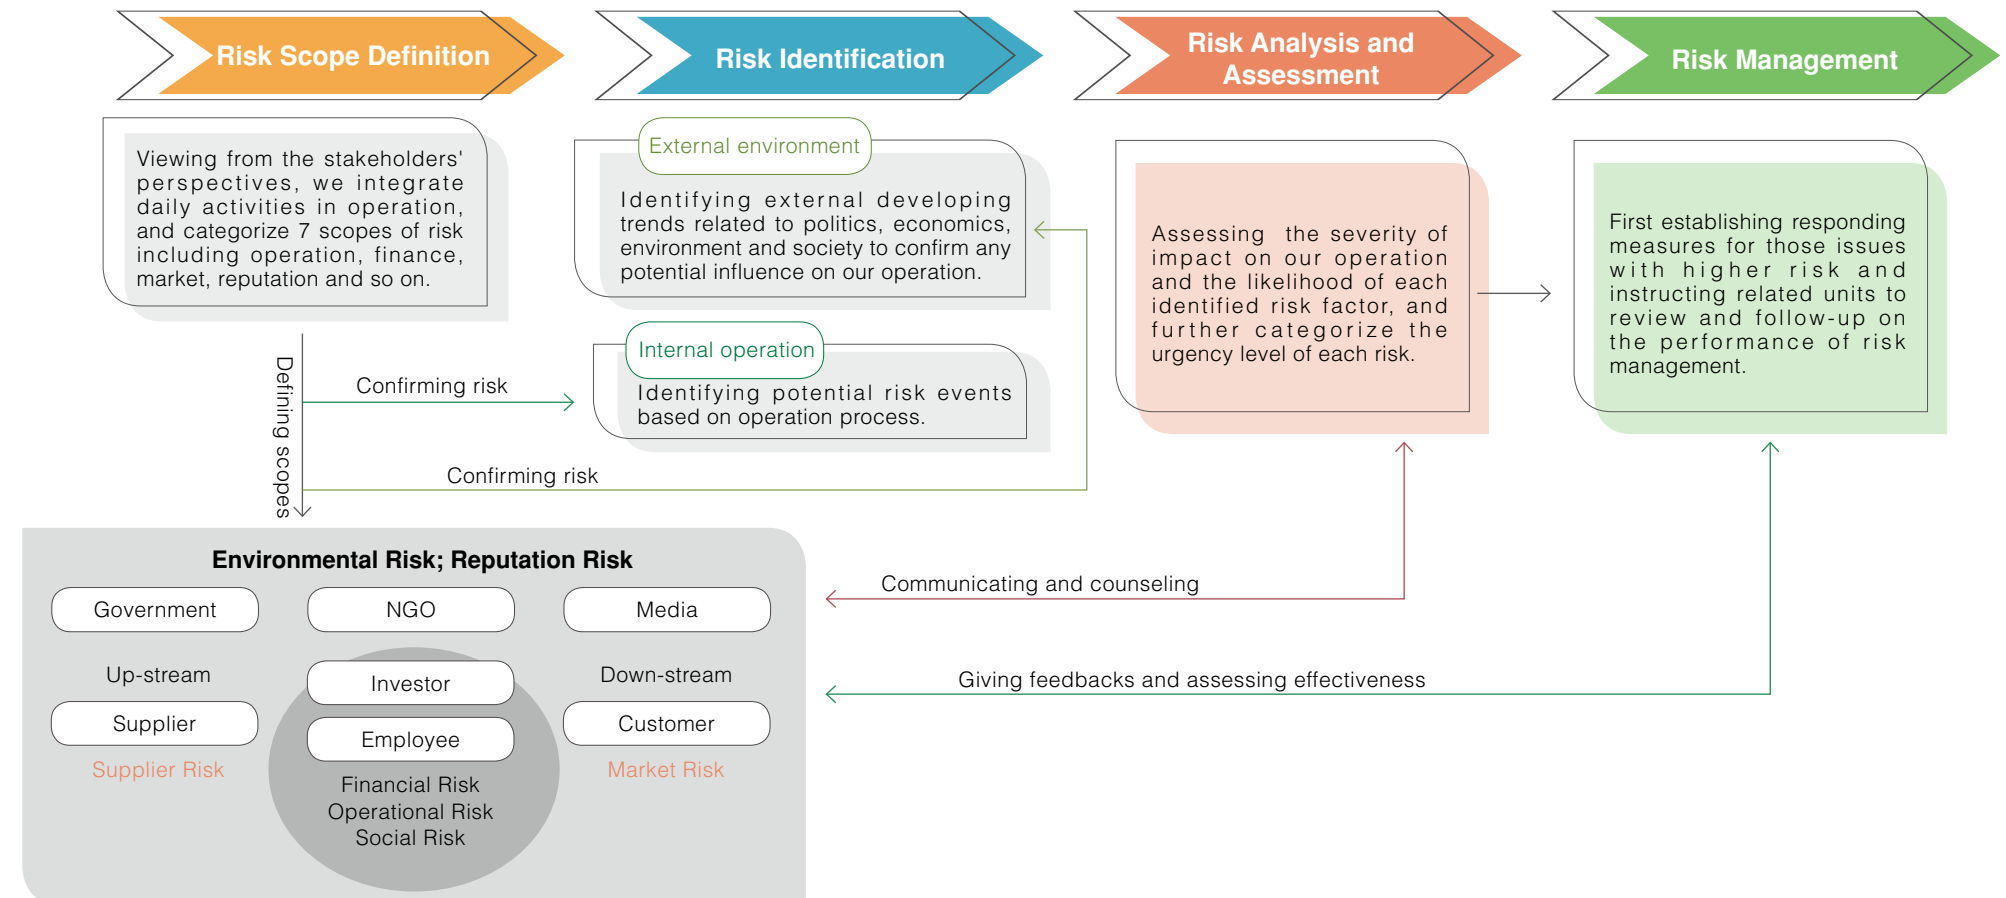 Risk Scope Definition
Risk Identification
Risk Analysis and
Assessment
Risk Management
Viewing from the stakeholders'
perspectives, we integrate
daily activities in operation,
and categorize 7 scopes of risk
including operation, finance,
market, reputation and so on.
External environment
Identifying external developing
trends related to politics, economics,
environment and society to confirm any
potential influence on our operation.
Internal operation
Identifying potential risk events
based on operation process.
Assessing the severity of
impact on our operation
and the likelihood of each
identified risk factor, and
further categorize the
urgency level of each risk.
First establishing responding
measures for those issues
with higher risk and
instructing related units to
review and follow-up on
the performance of risk
management.
Defining scopes
Confirming risk
Confirming risk
Environmental Risk; Reputation Risk
Government
NGO
Media
Up-stream
Investor
Down-stream
Supplier
Employee
Customer
Supplier Risk
Market Risk
Financial Risk
Operational Risk
Social Risk
Communicating and counseling
Giving feedbacks and assessing effectiveness